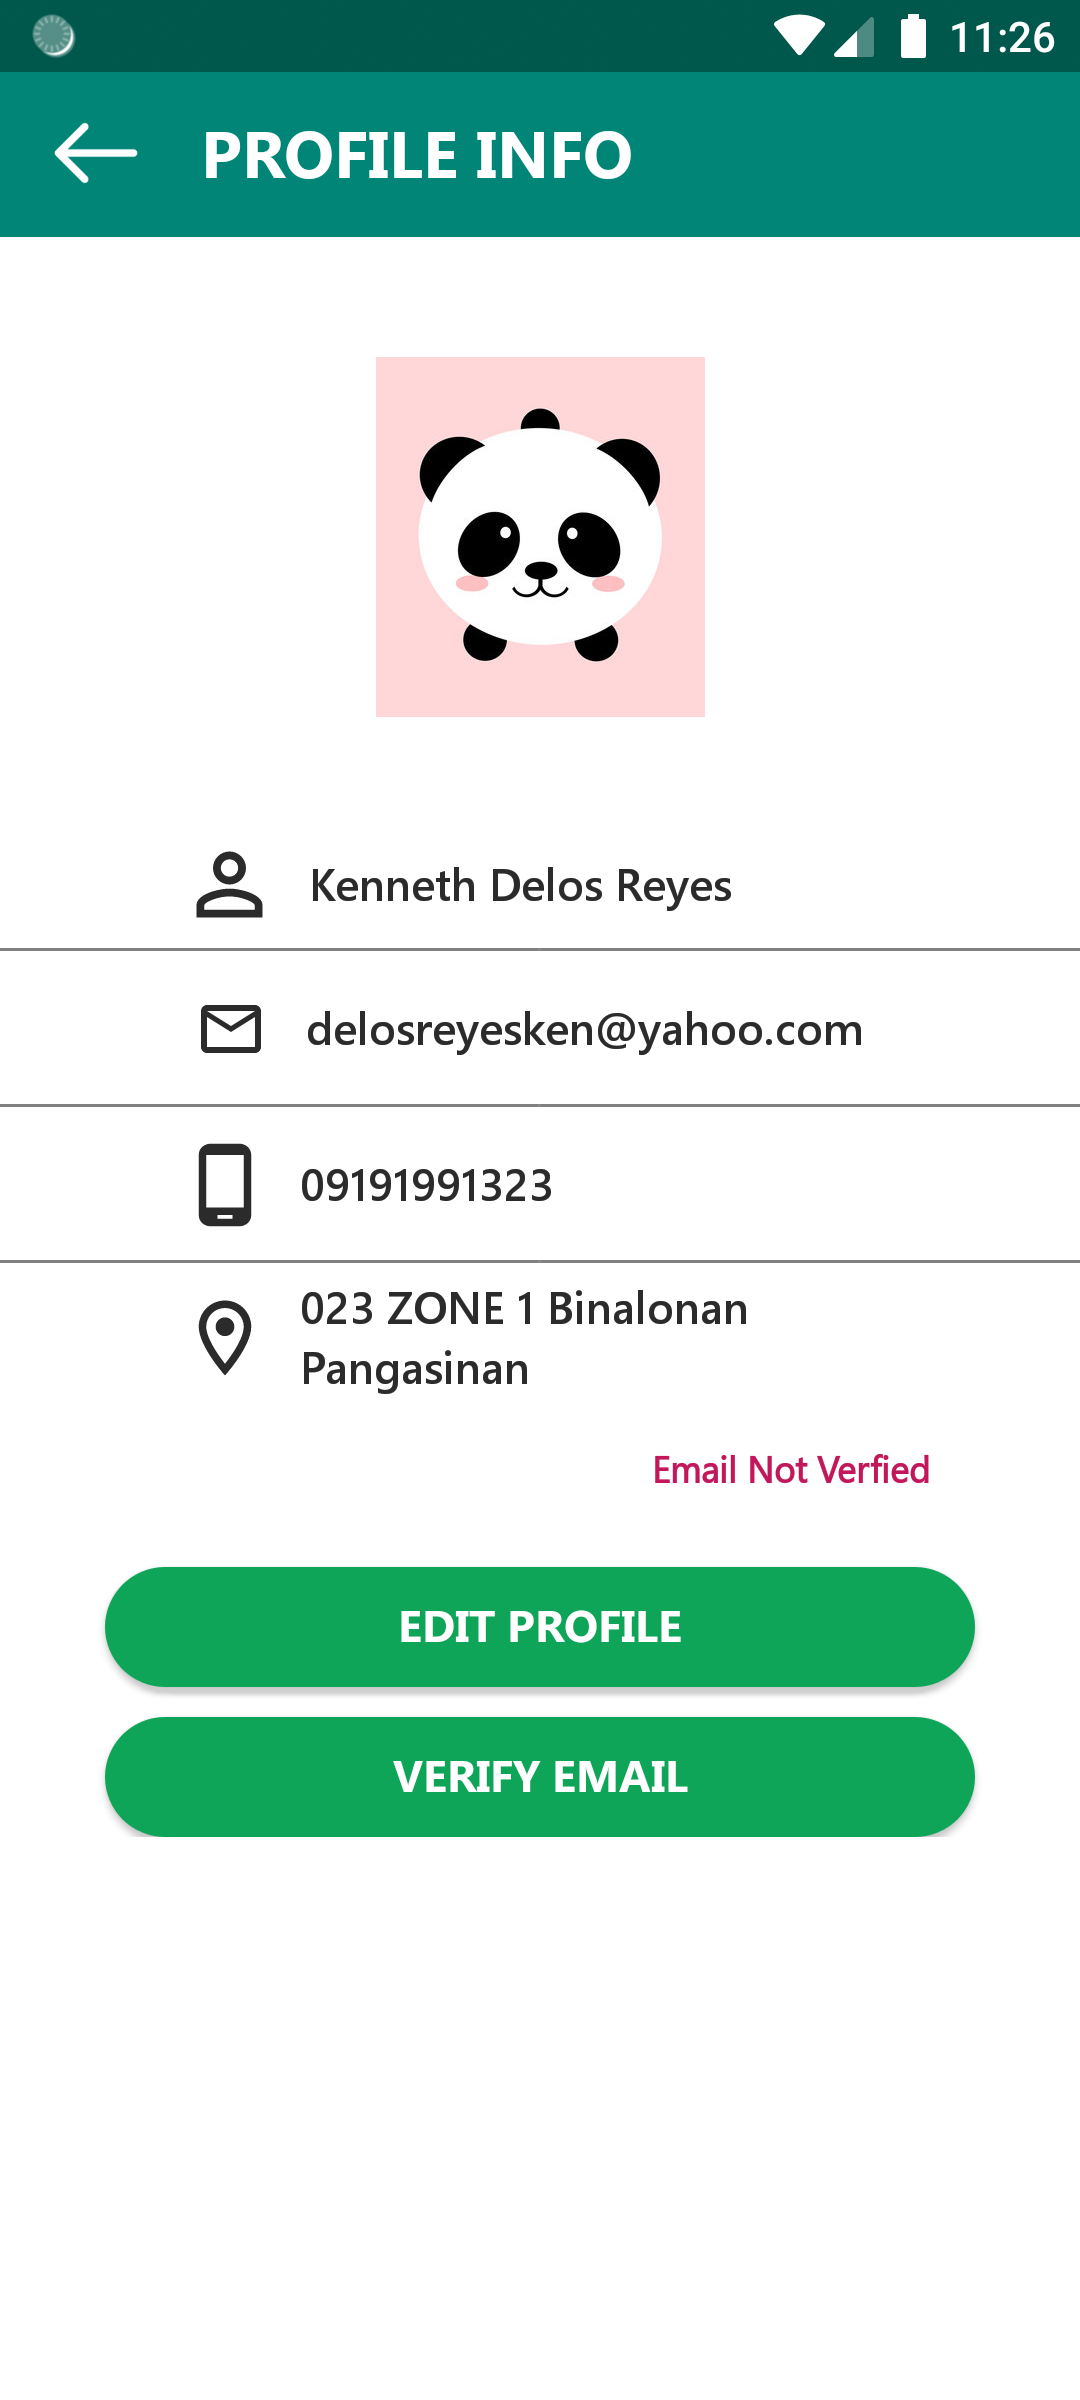 11:26
PROFILE INFO
Kenneth Delos Reyes
delosreyesken@yahoo.com
09191991323
023 ZONE 1 Binalonan
Pangasinan
Email Not Verfied
EDIT PROFILE
VERIFY EMAIL